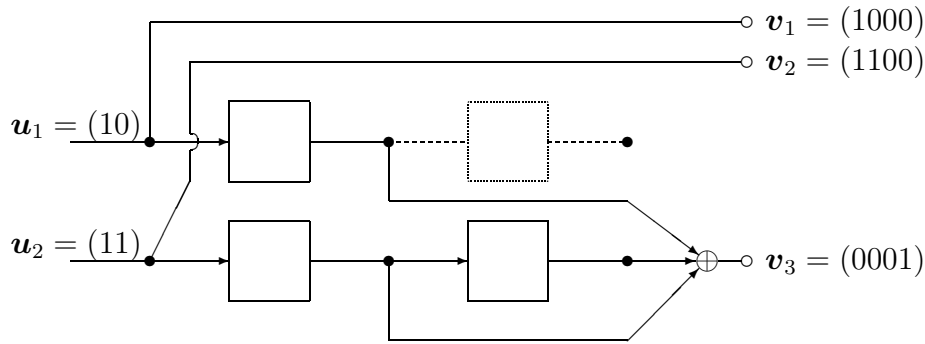 v₁ = (1000)
v₂ = (1100)
u₁ = (10)
u₂ = (11)
v₃ = (0001)